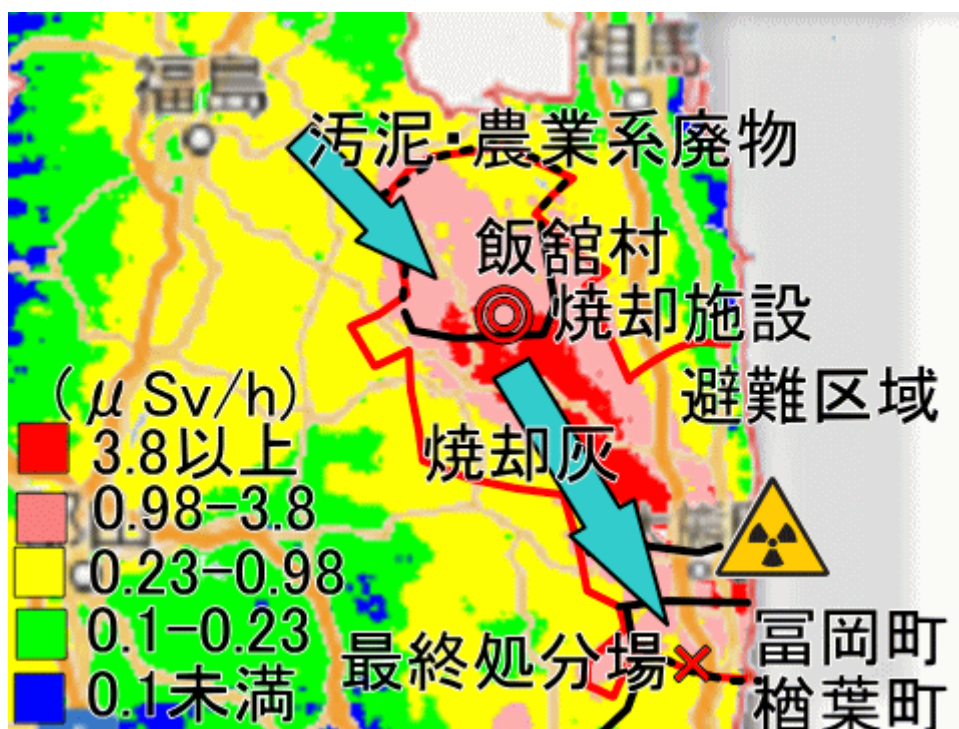 福島
相馬
汚泥・農業系廃物
飯舘村
焼却施設
避難区域
(μSv/h)
3.8以上
焼却灰
0.98-3.8
0.23-0.98
0.1-0.23
0.1未満
最終処分場
冨岡町
楢葉町